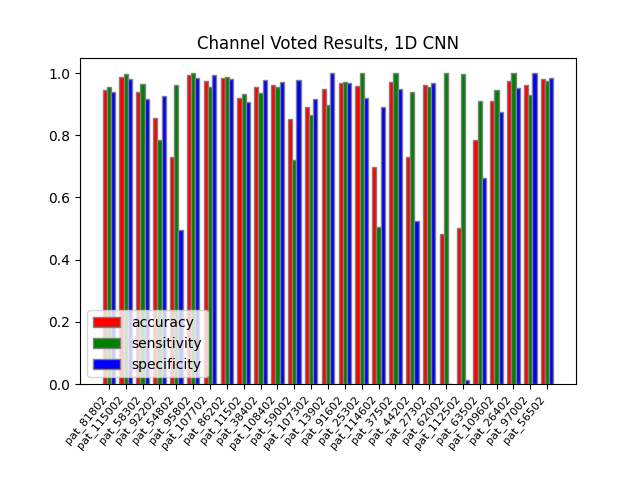 Channel Voted Results, 1D CNN
1.0
0.8
0.6
0.4
0.2
0.0
accuracy
sensitivity
specificity
pat_81802
pat_115002
pat_58302
pat_92202
pat_54802
pat_95802
pat_107702
pat_86202
pat_11502
pat_38402
pat_108402
pat_59002
pat_107302
pat_13902
pat_91602
pat_25302
pat_114602
pat_37502
pat_44202
pat_27302
pat_62002
pat_112502
pat_63502
pat_109602
pat_26402
pat_97002
pat_56502